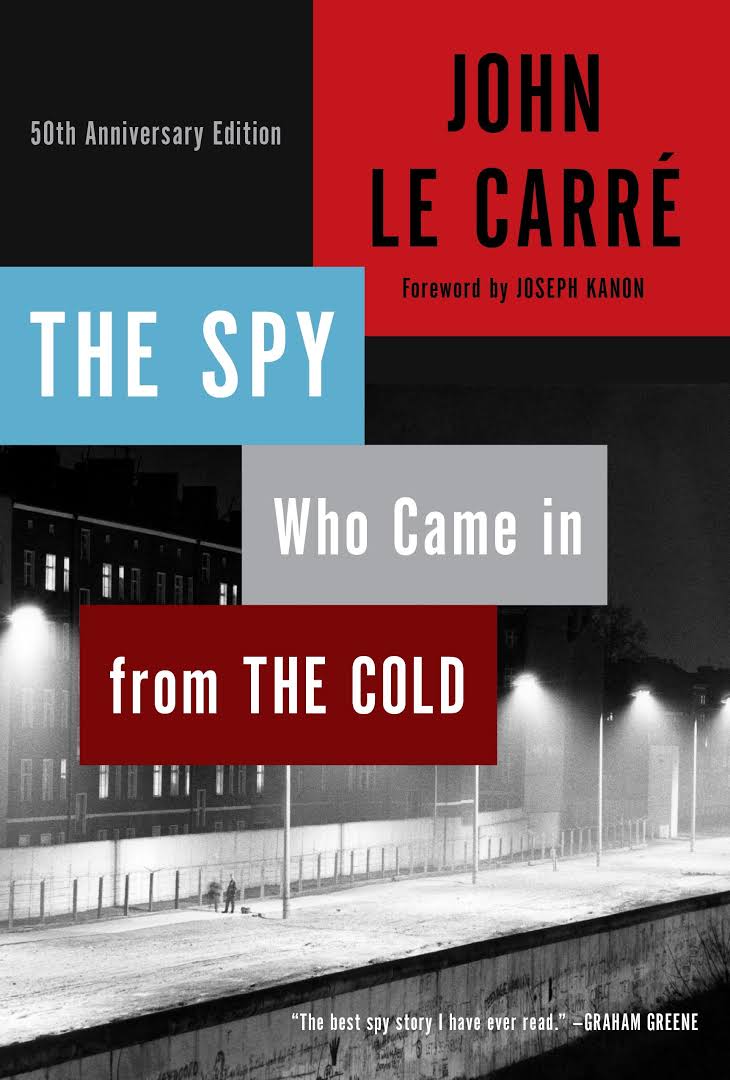 50th Anniversary Edition
JOHN
LE CARRÉ
Foreword by JOSEPH KANON
THE SPY
Who Came in
from THE COLD
“The best spy story I have ever read.” –GRAHAM GREENE